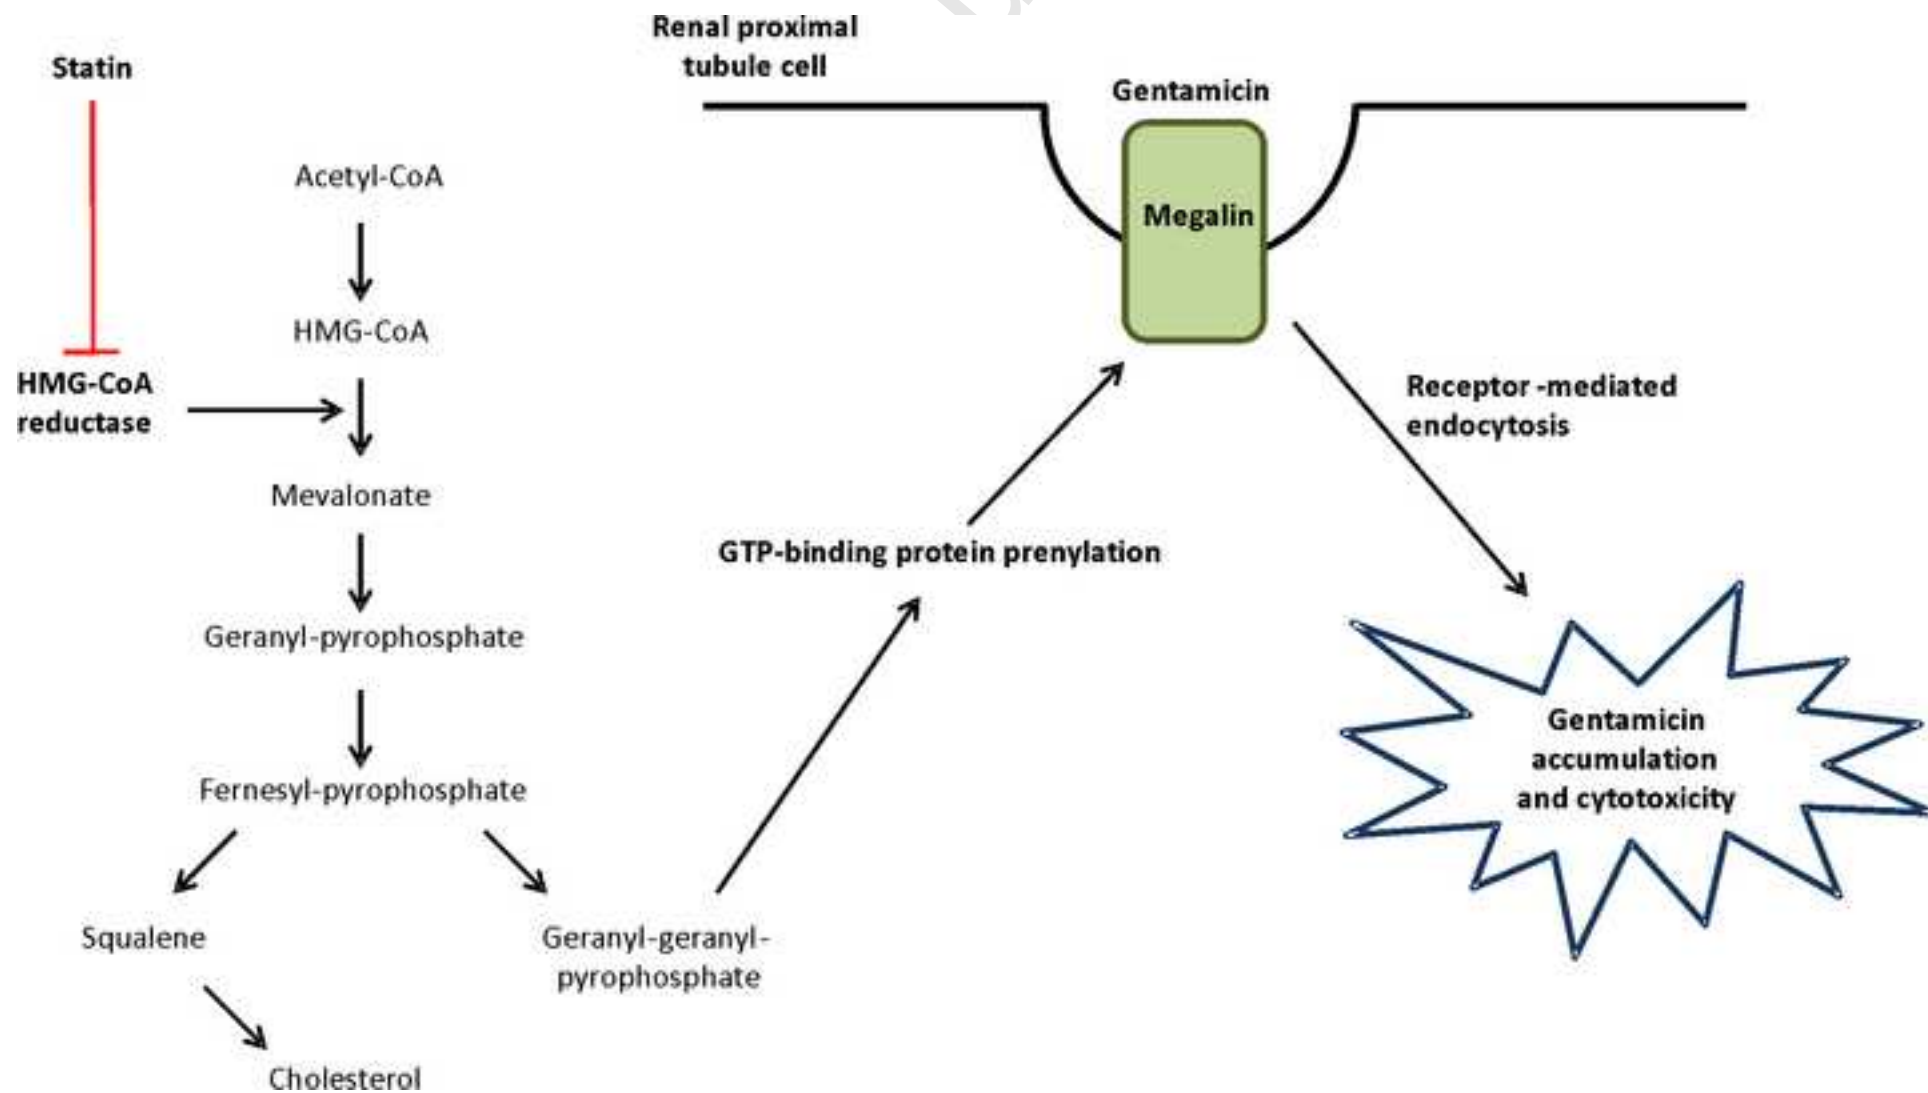 Statin
Acetyl-CoA
HMG-CoA
HMG-CoA
reductase
Mevalonate
Geranyl-pyrophosphate
Fernesyl-pyrophosphate
Squalene
Geranyl-geranyl-
pyrophosphate
Cholesterol
GTP-binding protein prenylation
Renal proximal
tubule cell
Gentamicin
Megalin
Receptor -mediated
endocytosis
Gentamicin
accumulation
and cytotoxicity